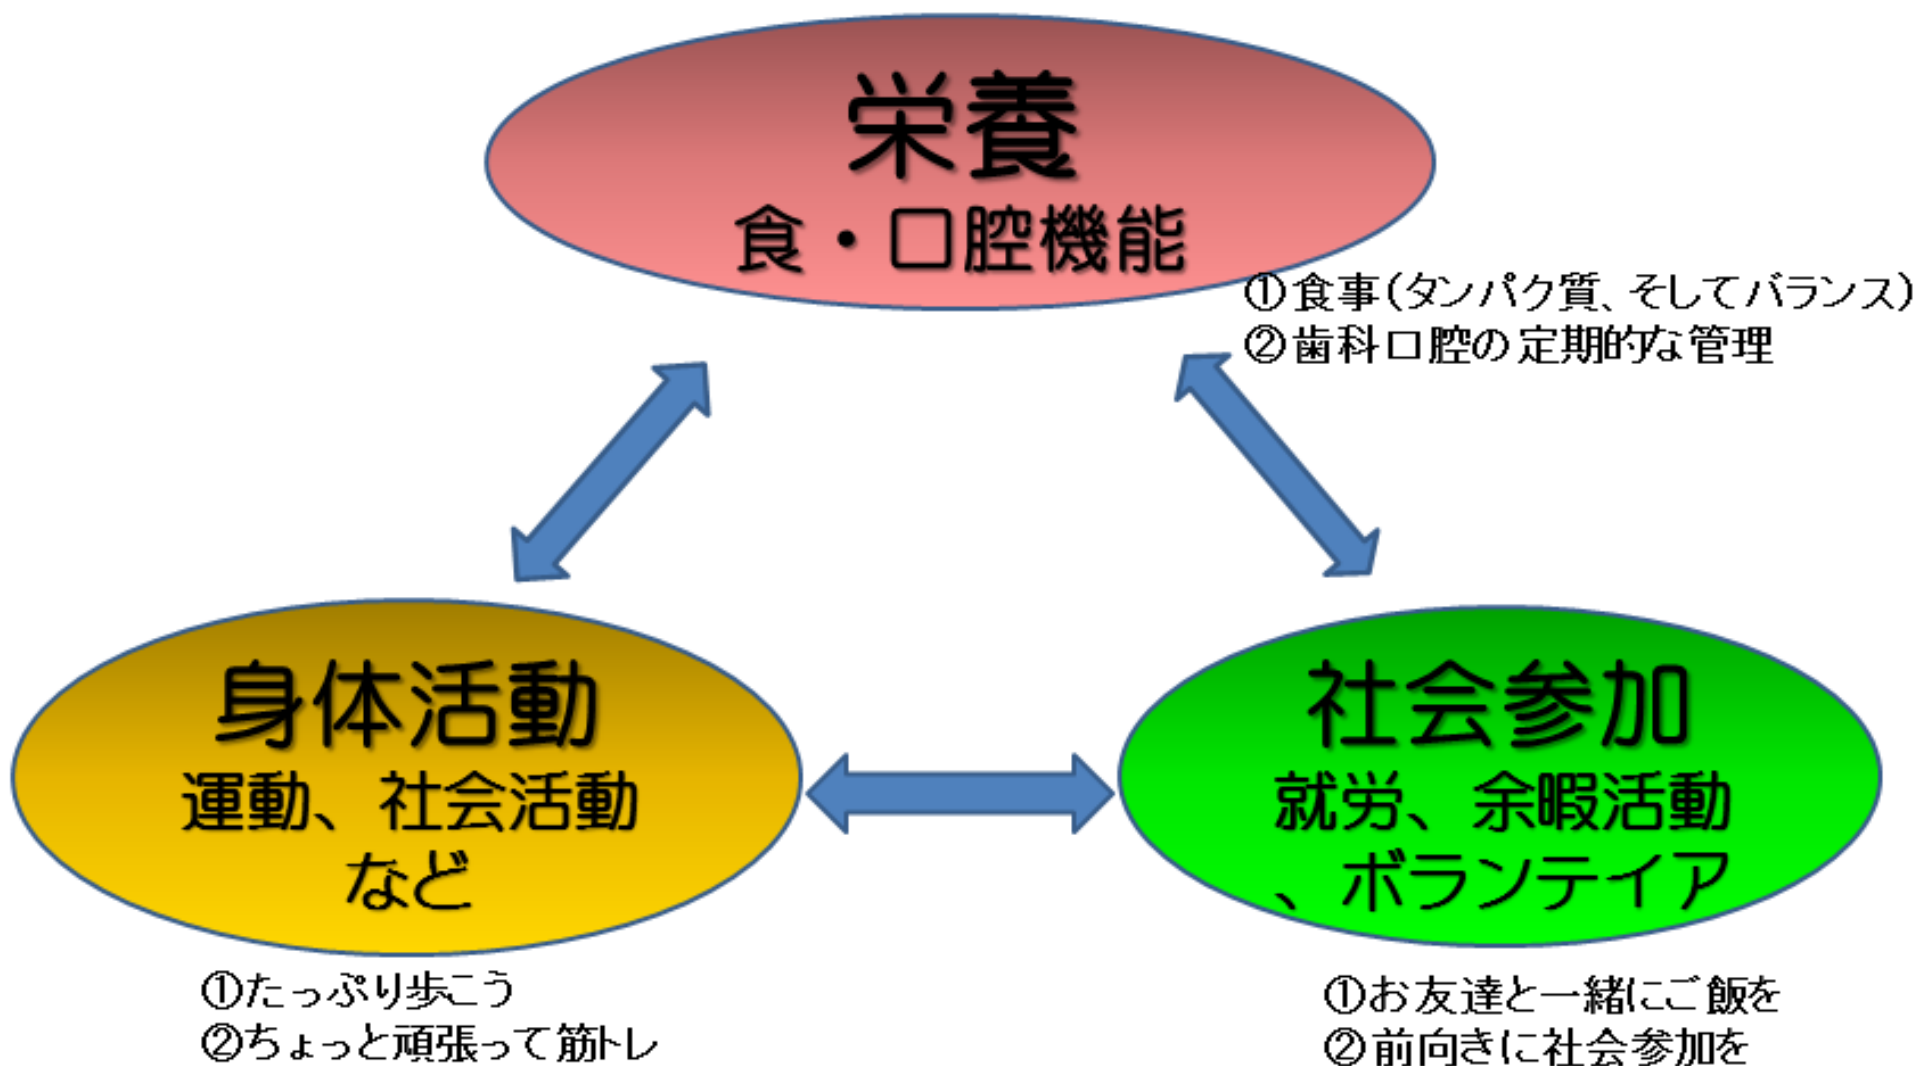 栄養
食・口腔機能
①食事(タンパク質、そしてバランス)
②歯科口腔の定期的な管理
身体活動
運動、社会活動
など
①たっぷり歩こう
②ちょっと頑張って筋トレ
社会参加
就労、余暇活動
、ボランテイア
①お友達と一緒にご飯を
②前向きに社会参加を